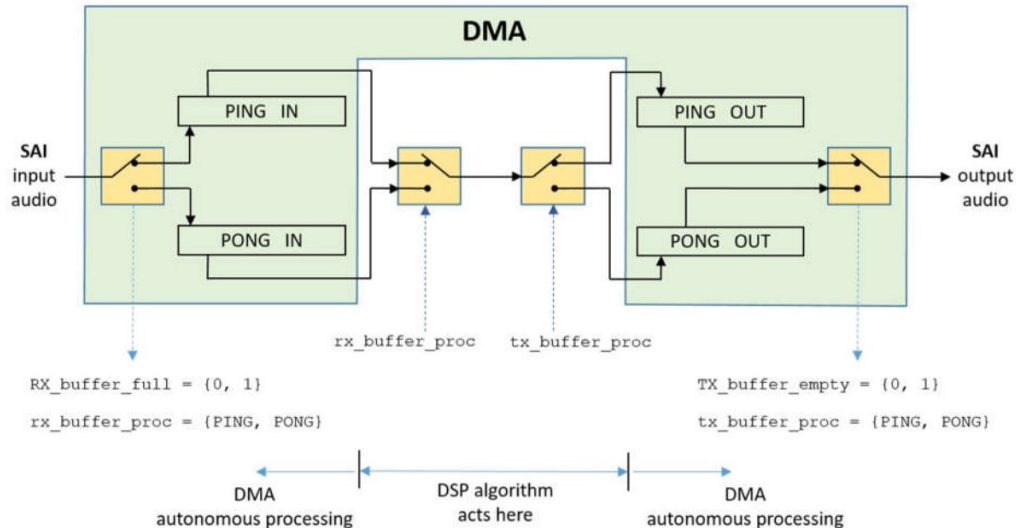 DMA
PING IN
PING OUT
SAI
input
audio
SAI
output
audio
PONG IN
PONG OUT
rx_buffer_proc
tx_buffer_proc
RX_buffer_full = {0, 1}
TX_buffer_empty = {0, 1}
rx_buffer_proc = {PING, PONG}
tx_buffer_proc = {PING, PONG}
DMA
autonomous processing
DSP algorithm
acts here
DMA
autonomous processing